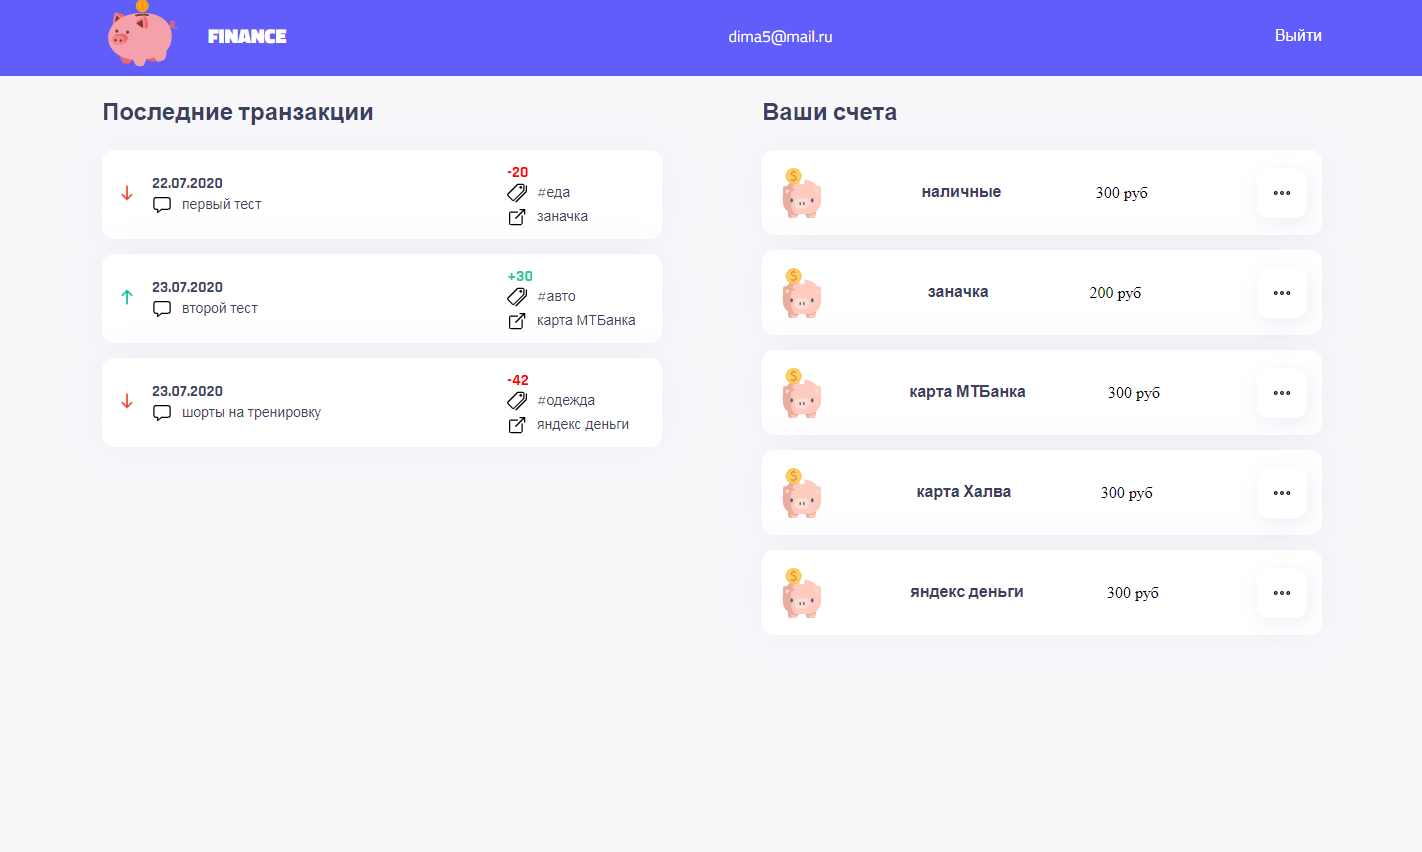 FINANCE
dima5@mail.ru
Выйти
Последние транзакции
22.07.2020
первый тест
-20
#еда
заначка
23.07.2020
второй тест
+30
#авто
карта МТБанка
23.07.2020
шорты на тренировку
-42
#одежда
яндекс деньги
Ваши счета
наличные 300 руб
заначка 200 руб
карта МТБанка 300 руб
карта Халва 300 руб
яндекс деньги 300 руб